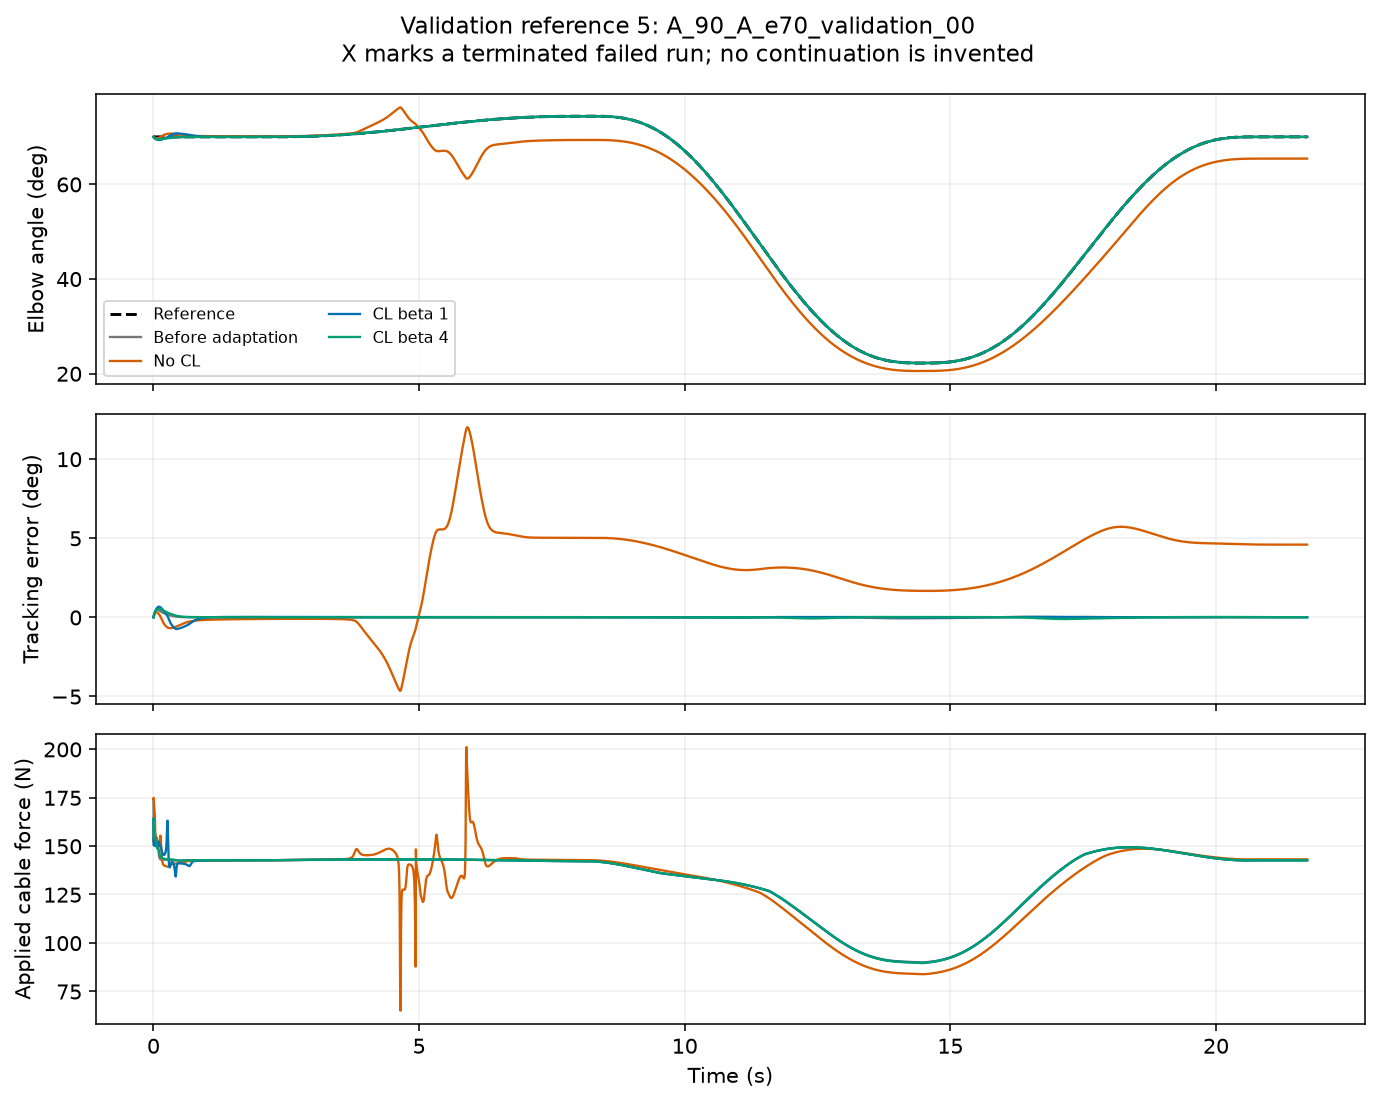 Validation reference 5: A_90_A_e70_validation_00
X marks a terminated failed run; no continuation is invented
Elbow angle (deg)
60
40
20
Reference
Before adaptation
No CL
CL beta 1
CL beta 4
Tracking error (deg)
10
5
0
−5
Applied cable force (N)
200
175
150
125
100
75
0
5
10
15
20
Time (s)